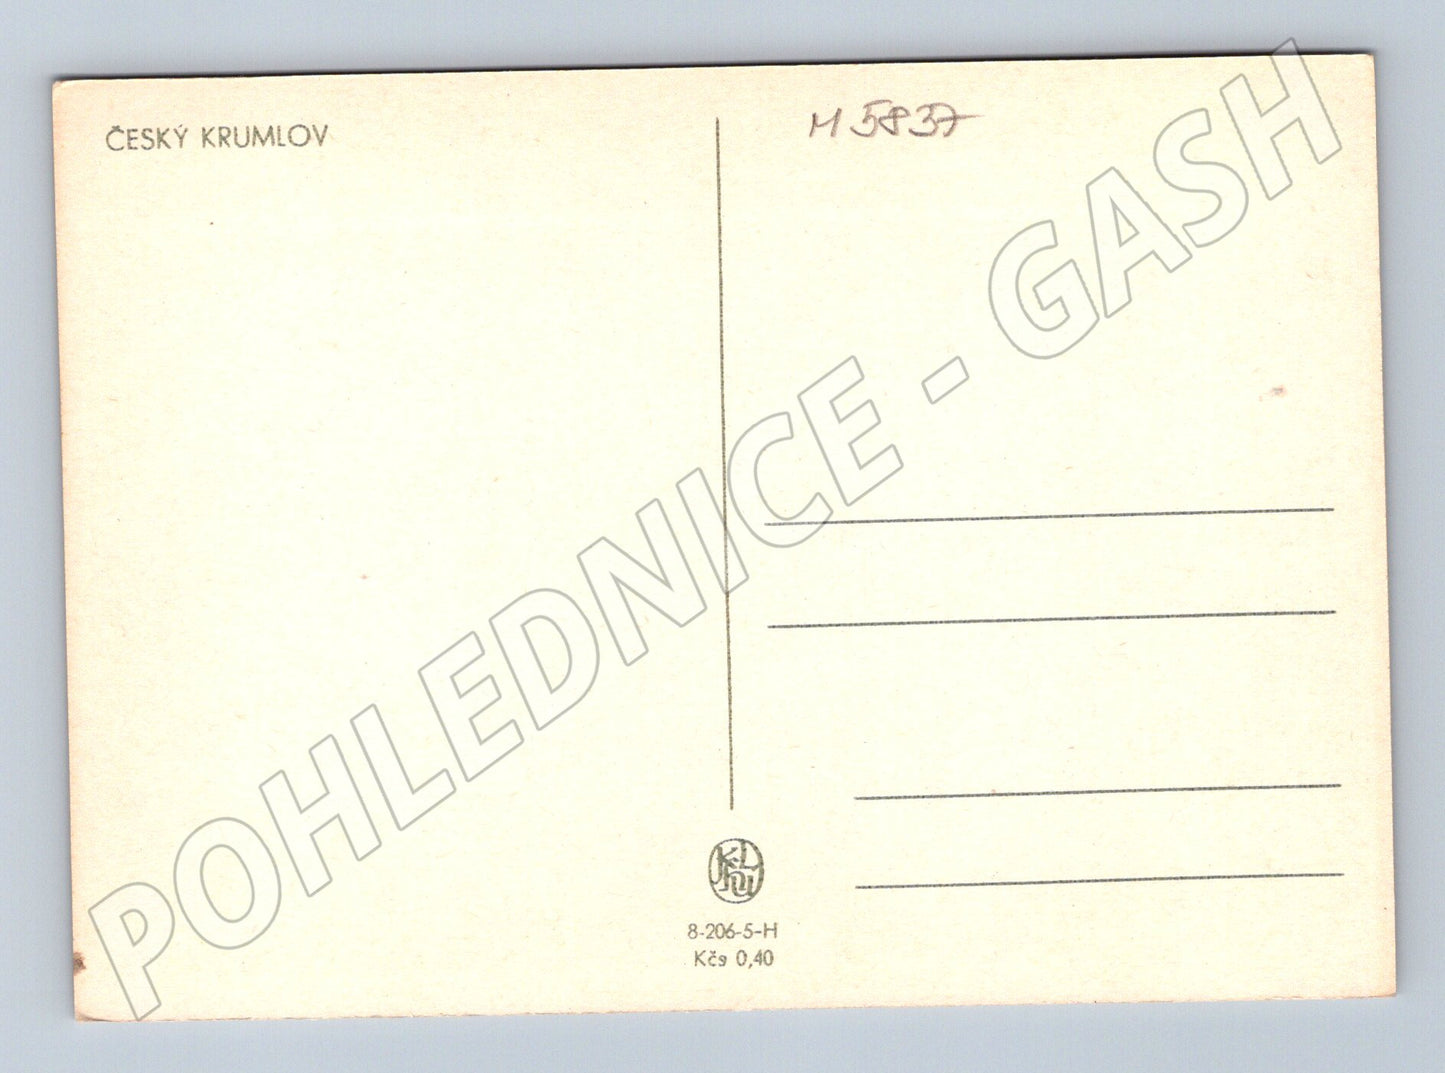 ČESKÝ KRUMLOV
M 5837
POHLEDNICE - GASH
8-206-5-H
Kčs 0,40